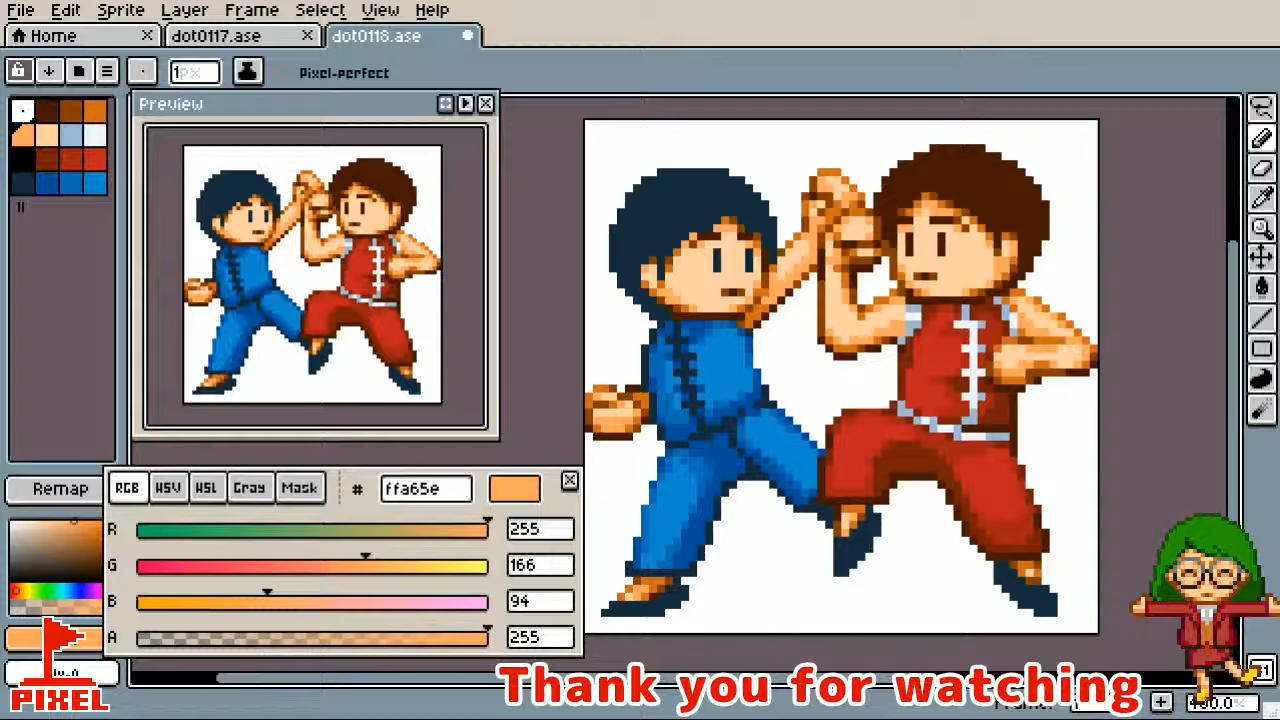 File Edit Sprite Layer Frame Select View Help
Home dot0117.ase dot0118.ase
1px Pixel-perfect
Preview
Remap
RGB HSV HSL Gray Mask # ffa65e
R 255
G 166
B 94
A 255
PIXEL
Thank you for watching